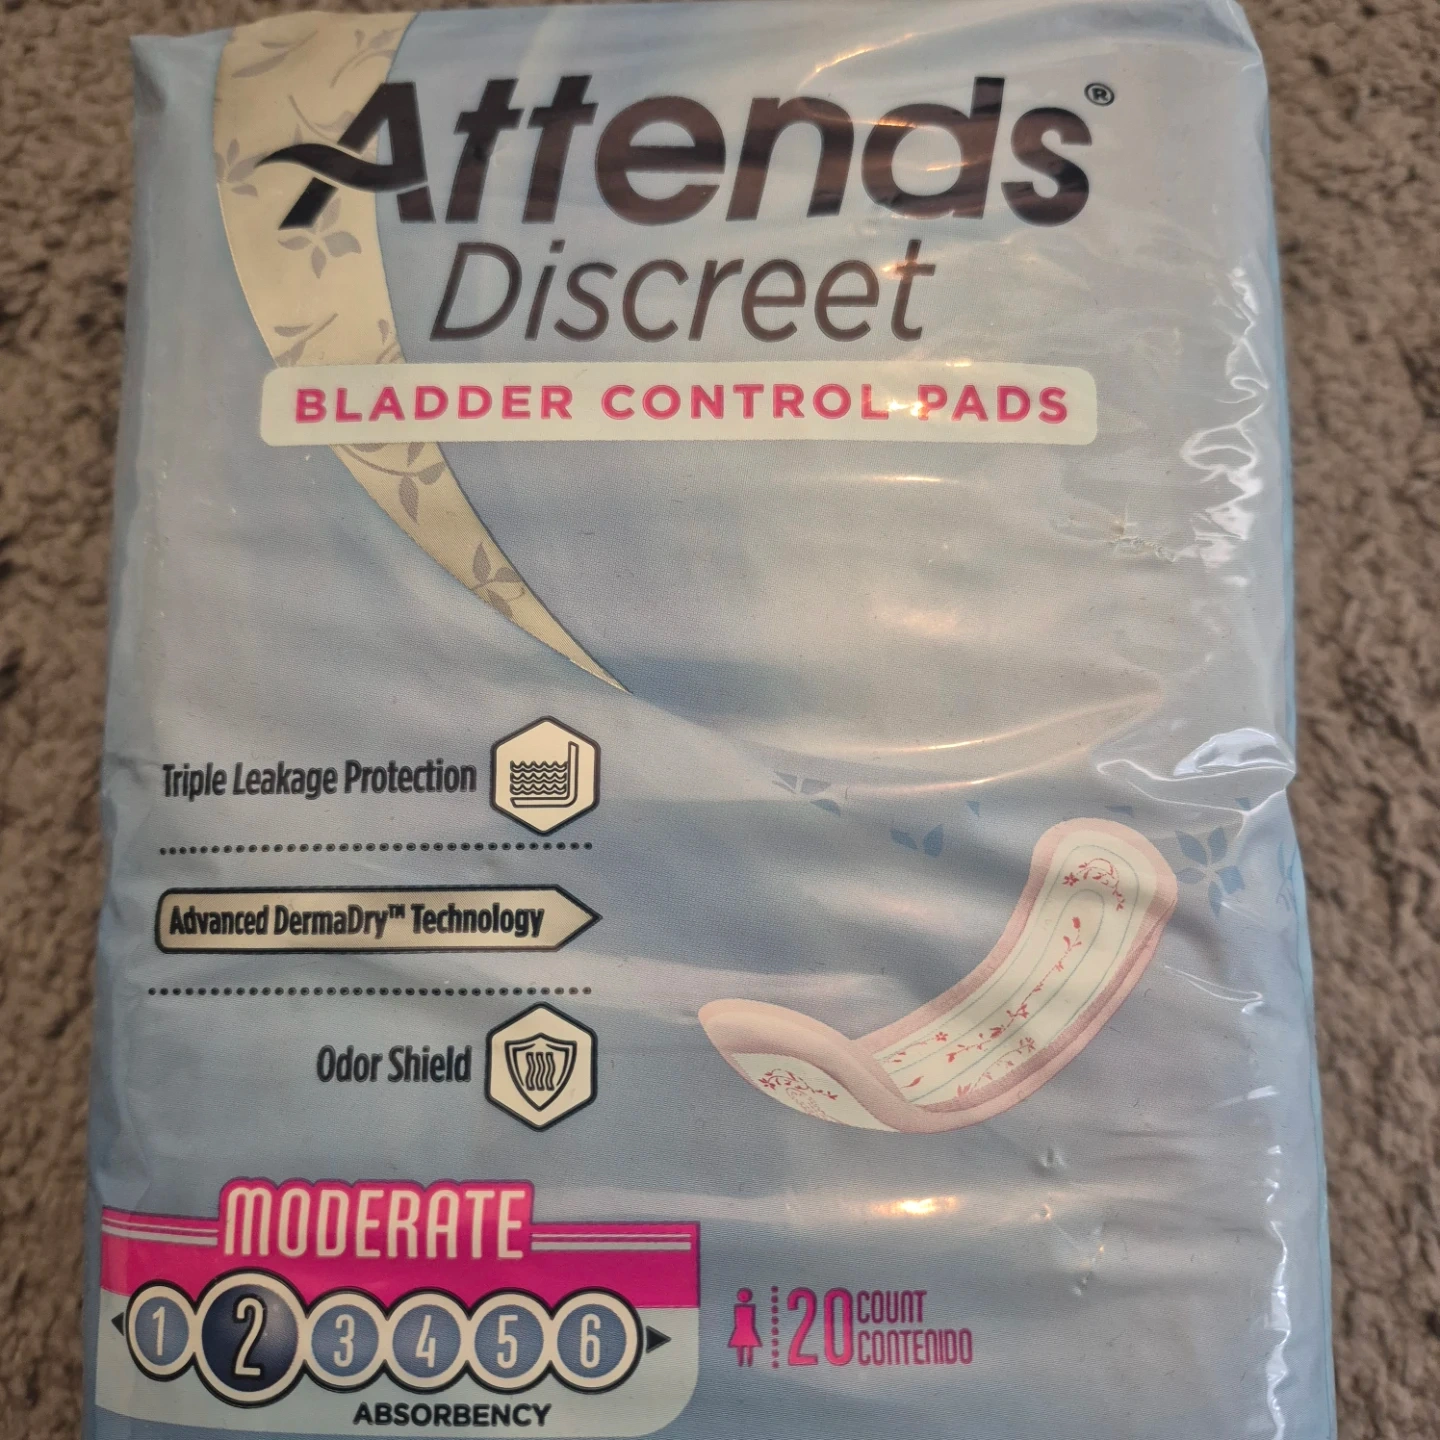 Attends®
Discreet
BLADDER CONTROL PADS
Triple Leakage Protection
Advanced DermaDry™ Technology
Odor Shield
MODERATE
1 2 3 4 5 6
ABSORBENCY
20 COUNT
CONTENIDO